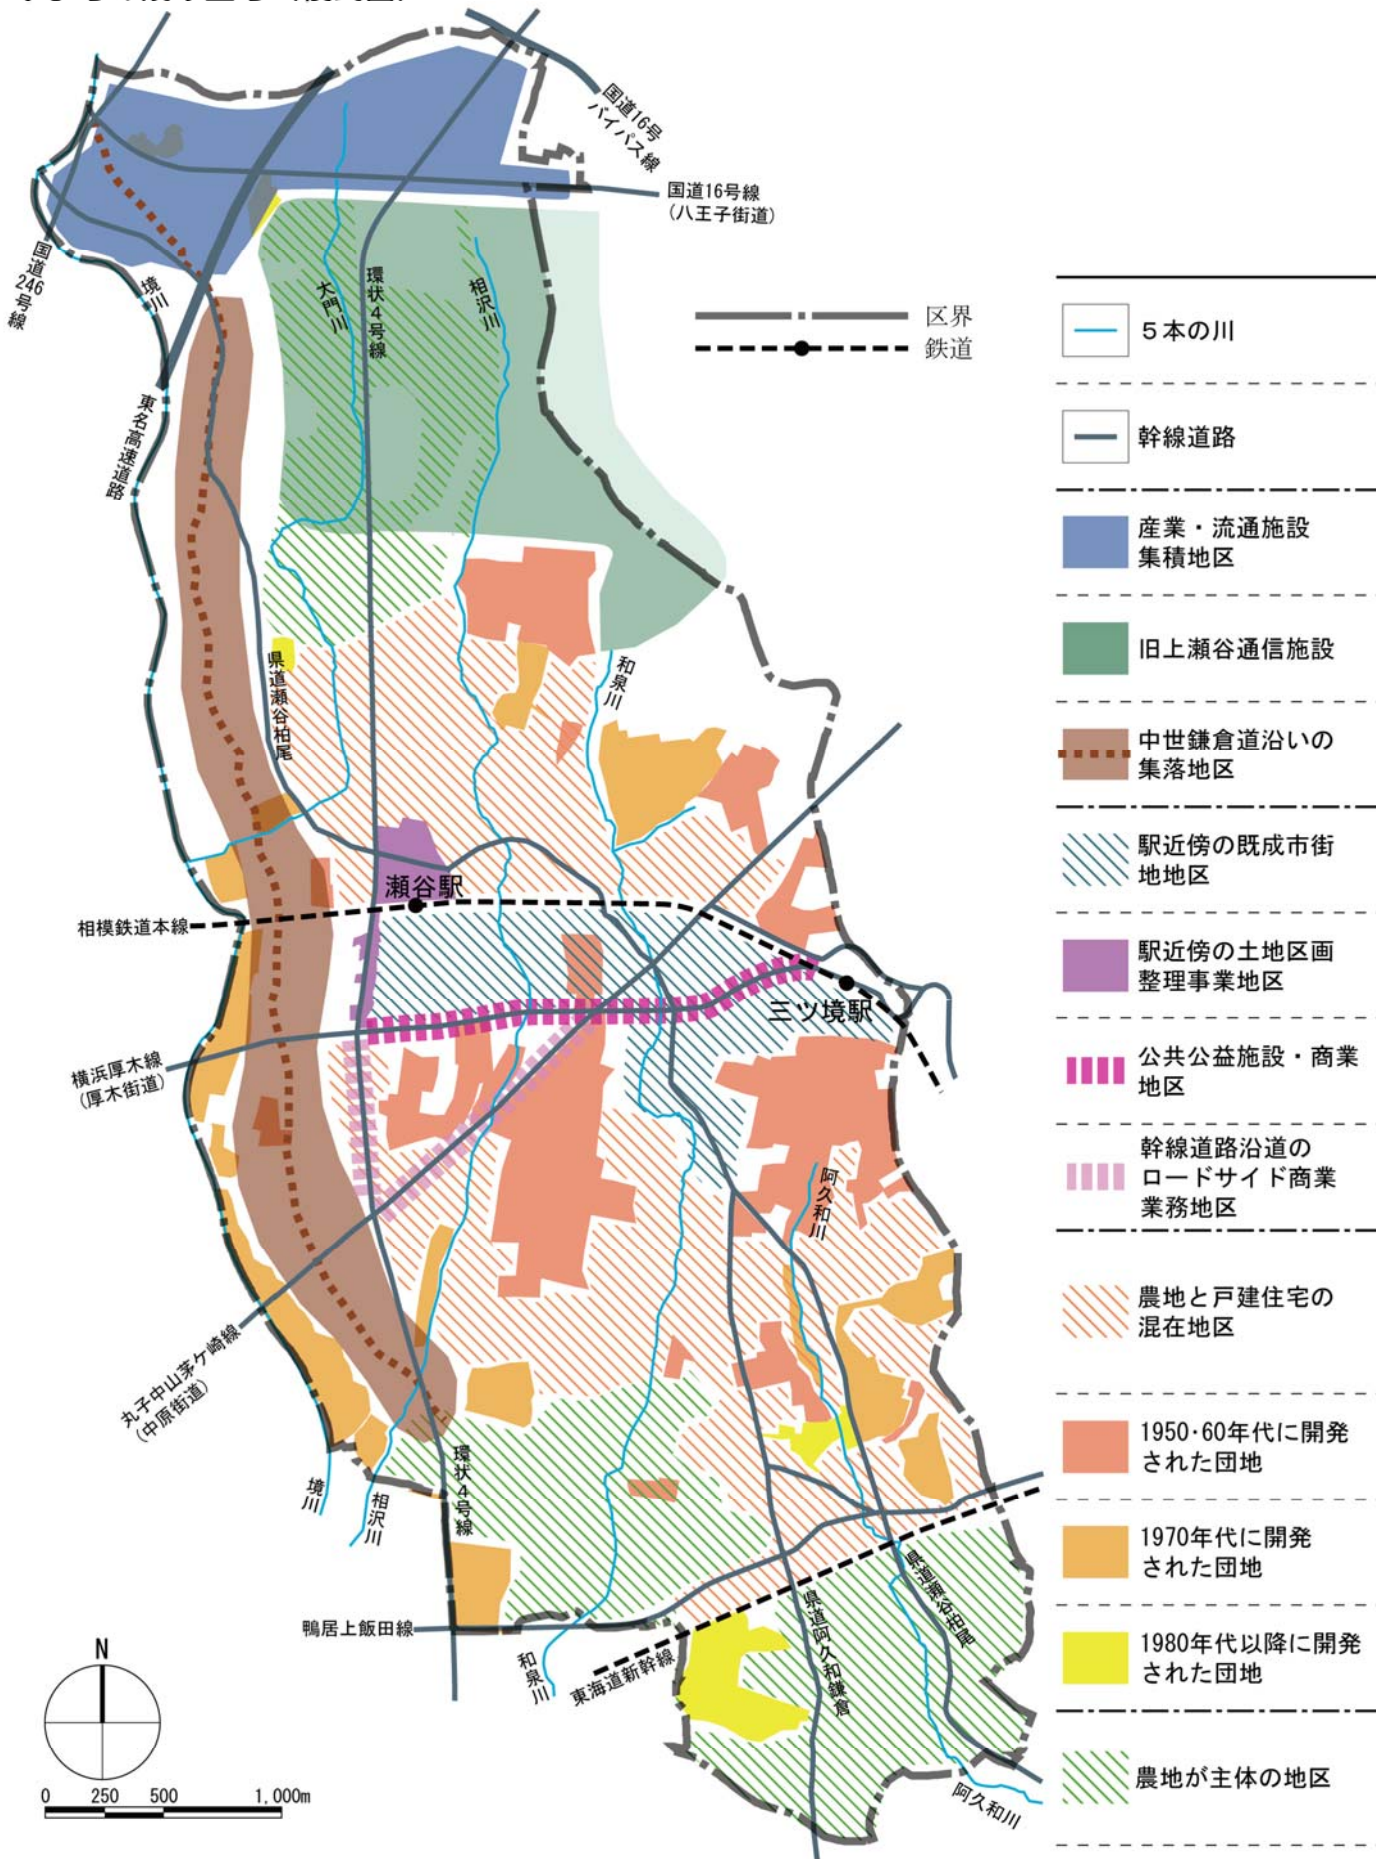 国道16号
バイパス線
国道16号線
(八王子街道)
国道
246
号線
境川
大門川
環状4号線
相沢川
東名高速道路
区界
鉄道
和泉川
県道瀬谷柏尾
瀬谷駅
相模鉄道本線
三ツ境駅
横浜厚木線
(厚木街道)
阿久和川
丸子中山茅ケ崎線
(中原街道)
境川
相沢川
環状4号線
鴨居上飯田線
和泉川
東海道新幹線
県道阿久和鎌倉
県道瀬谷柏尾
阿久和川
N
0 250 500 1,000m
5本の川
幹線道路
産業・流通施設
集積地区
旧上瀬谷通信施設
中世鎌倉道沿いの
集落地区
駅近傍の既成市街
地地区
駅近傍の土地区画
整理事業地区
公共公益施設・商業
地区
幹線道路沿道の
ロードサイド商業
業務地区
農地と戸建住宅の
混在地区
1950・60年代に開発
された団地
1970年代に開発
された団地
1980年代以降に開発
された団地
農地が主体の地区